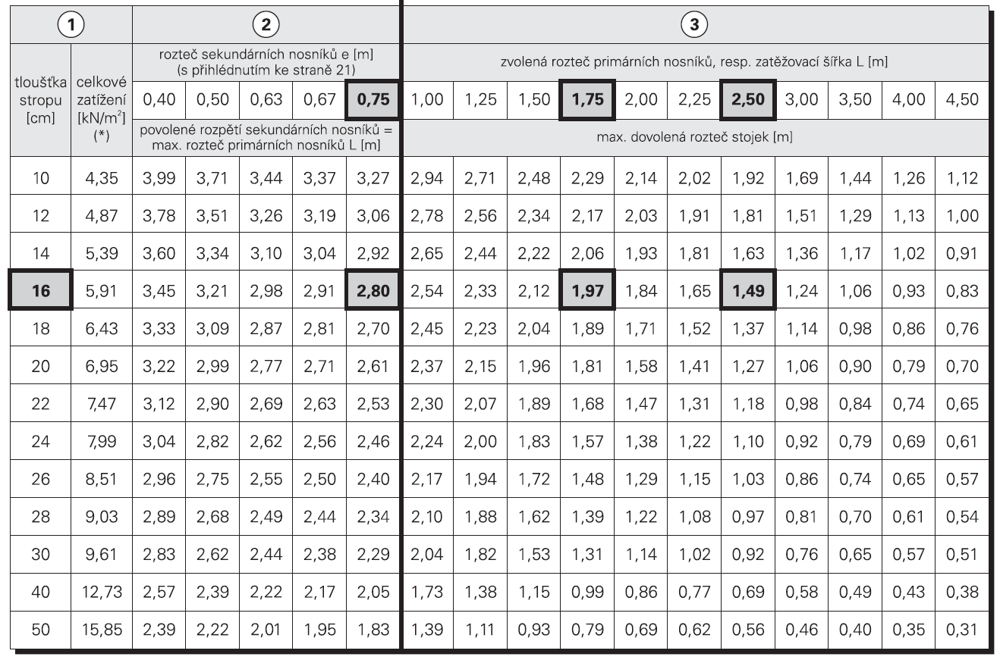 1 2 3
tloušťka stropu [cm] celkové zatížení [kN/m²] (*) rozteč sekundárních nosníků e [m] (s přihlédnutím ke straně 21) zvolená rozteč primárních nosníků, resp. zatěžovací šířka L [m]
0,40 0,50 0,63 0,67 0,75 1,00 1,25 1,50 1,75 2,00 2,25 2,50 3,00 3,50 4,00 4,50
povolené rozpětí sekundárních nosníků = max. rozteč primárních nosníků L [m] max. dovolená rozteč stojek [m]
10 4,35 3,99 3,71 3,44 3,37 3,27 2,94 2,71 2,48 2,29 2,14 2,02 1,92 1,69 1,44 1,26 1,12
12 4,87 3,78 3,51 3,26 3,19 3,06 2,78 2,56 2,34 2,17 2,03 1,91 1,81 1,51 1,29 1,13 1,00
14 5,39 3,60 3,34 3,10 3,04 2,92 2,65 2,44 2,22 2,06 1,93 1,81 1,63 1,36 1,17 1,02 0,91
16 5,91 3,45 3,21 2,98 2,91 2,80 2,54 2,33 2,12 1,97 1,84 1,65 1,49 1,24 1,06 0,93 0,83
18 6,43 3,33 3,09 2,87 2,81 2,70 2,45 2,23 2,04 1,89 1,71 1,52 1,37 1,14 0,98 0,86 0,76
20 6,95 3,22 2,99 2,77 2,71 2,61 2,37 2,15 1,96 1,81 1,58 1,41 1,27 1,06 0,90 0,79 0,70
22 7,47 3,12 2,90 2,69 2,63 2,53 2,30 2,07 1,89 1,68 1,47 1,31 1,18 0,98 0,84 0,74 0,65
24 7,99 3,04 2,82 2,62 2,56 2,46 2,24 2,00 1,83 1,57 1,38 1,22 1,10 0,92 0,79 0,69 0,61
26 8,51 2,96 2,75 2,55 2,50 2,40 2,17 1,94 1,72 1,48 1,29 1,15 1,03 0,86 0,74 0,65 0,57
28 9,03 2,89 2,68 2,49 2,44 2,34 2,10 1,88 1,62 1,39 1,22 1,08 0,97 0,81 0,70 0,61 0,54
30 9,61 2,83 2,62 2,44 2,38 2,29 2,04 1,82 1,53 1,31 1,14 1,02 0,92 0,76 0,65 0,57 0,51
40 12,73 2,57 2,39 2,22 2,17 2,05 1,73 1,38 1,15 0,99 0,86 0,77 0,69 0,58 0,49 0,43 0,38
50 15,85 2,39 2,22 2,01 1,95 1,83 1,39 1,11 0,93 0,79 0,69 0,62 0,56 0,46 0,40 0,35 0,31